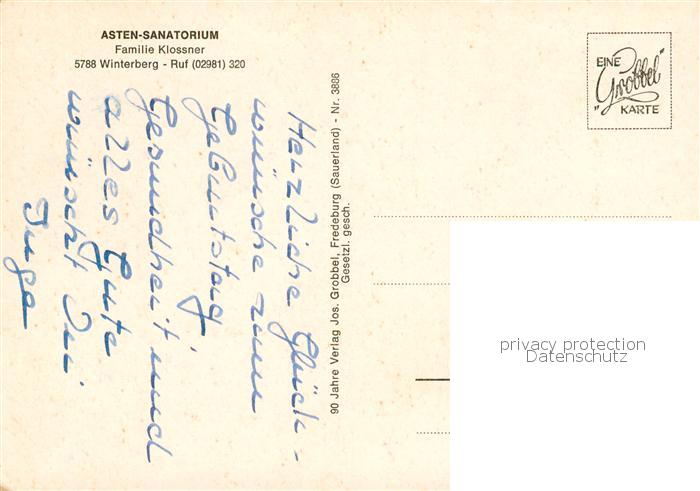 ASTEN-SANATORIUM
Familie Klossner
5788 Winterberg - Ruf (02981) 320
Herzliche Glück-
wünsche zum
Geburtstag,
Gesundheit und
alles Gute
wünscht Dir
Inga
90 Jahre Verlag Jos. Grobbel, Fredeburg (Sauerland) - Nr. 3886
Gesetzl. gesch.
EINE
"Grobbel"
KARTE
privacy protection
Datenschutz